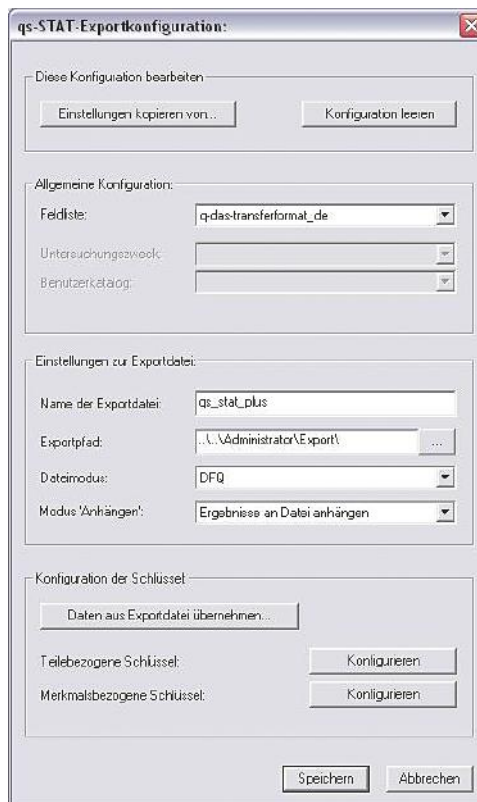 qs-STAT-Exportkonfiguration:
Diese Konfiguration bearbeiten
Einstellungen kopieren von...
Konfiguration leeren
Allgemeine Konfiguration:
Feldliste:
q-das-transferformat_de
Untersuchungszweck:
Benutzerkatalog:
Einstellungen zur Exportdatei:
Name der Exportdatei:
qs_stat_plus
Exportpfad:
..\..\Administrator\Export\
...
Dateimodus:
DFQ
Modus 'Anhängen':
Ergebnisse an Datei anhängen
Konfiguration der Schlüssel
Daten aus Exportdatei übernehmen...
Teilebezogene Schlüssel:
Konfigurieren
Merkmalsbezogene Schlüssel:
Konfigurieren
Speichern
Abbrechen